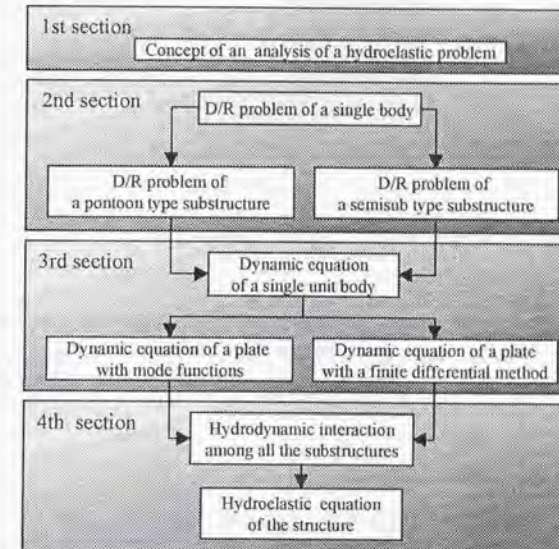 1st section
Concept of an analysis of a hydroelastic problem
2nd section
D/R problem of a single body
D/R problem of
a pontoon type substructure
D/R problem of
a semisub type substructure
3rd section
Dynamic equation
of a single unit body
Dynamic equation of a plate
with mode functions
Dynamic equation of a plate
with a finite differential method
4th section
Hydrodynamic interaction
among all the substructures
Hydroelastic equation
of the structure